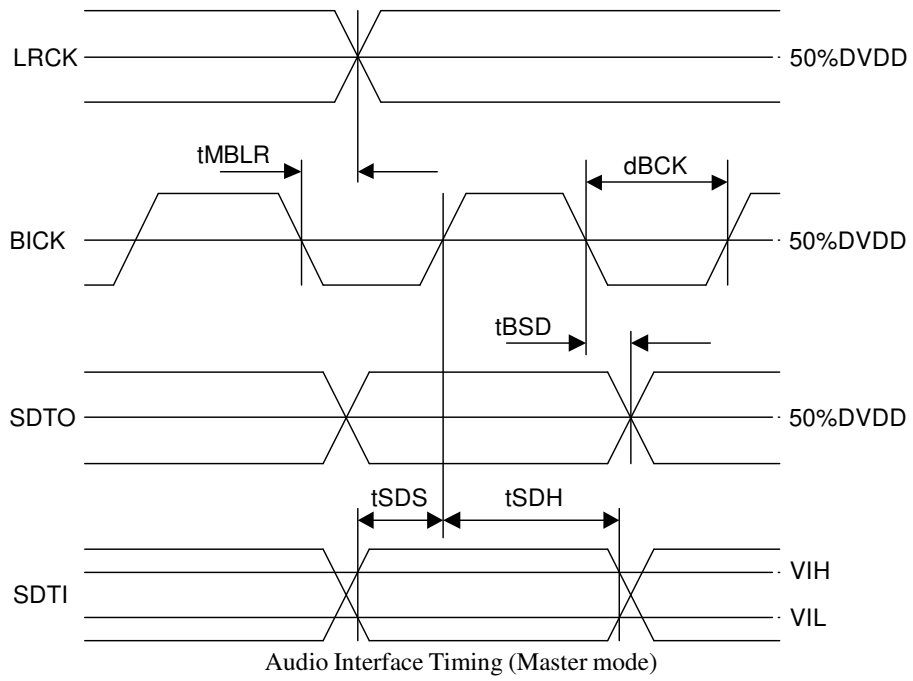 LRCK
50%DVDD
tMBLR
dBCK
BICK
50%DVDD
tBSD
SDTO
50%DVDD
tSDS
tSDH
VIH
SDTI
VIL
Audio Interface Timing (Master mode)